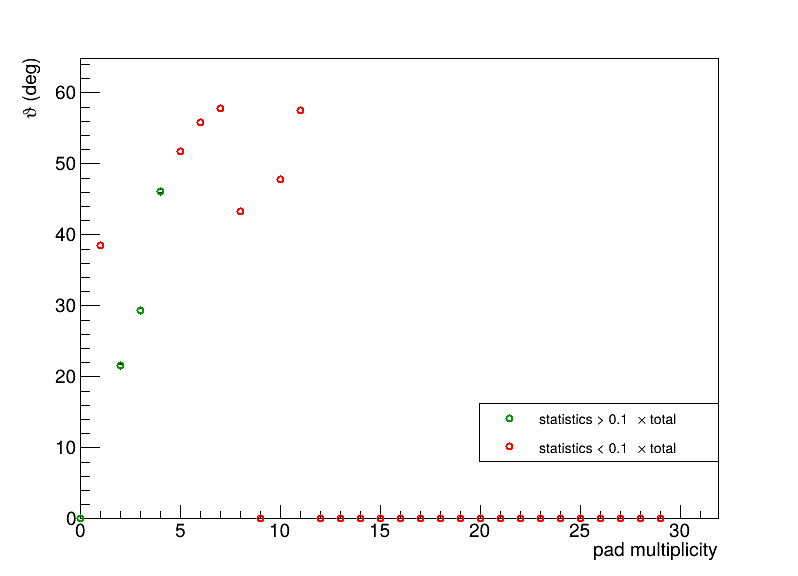 ϑ (deg)
60
50
40
30
20
10
0
statistics > 0.1 × total
statistics < 0.1 × total
0 5 10 15 20 25 30
pad multiplicity